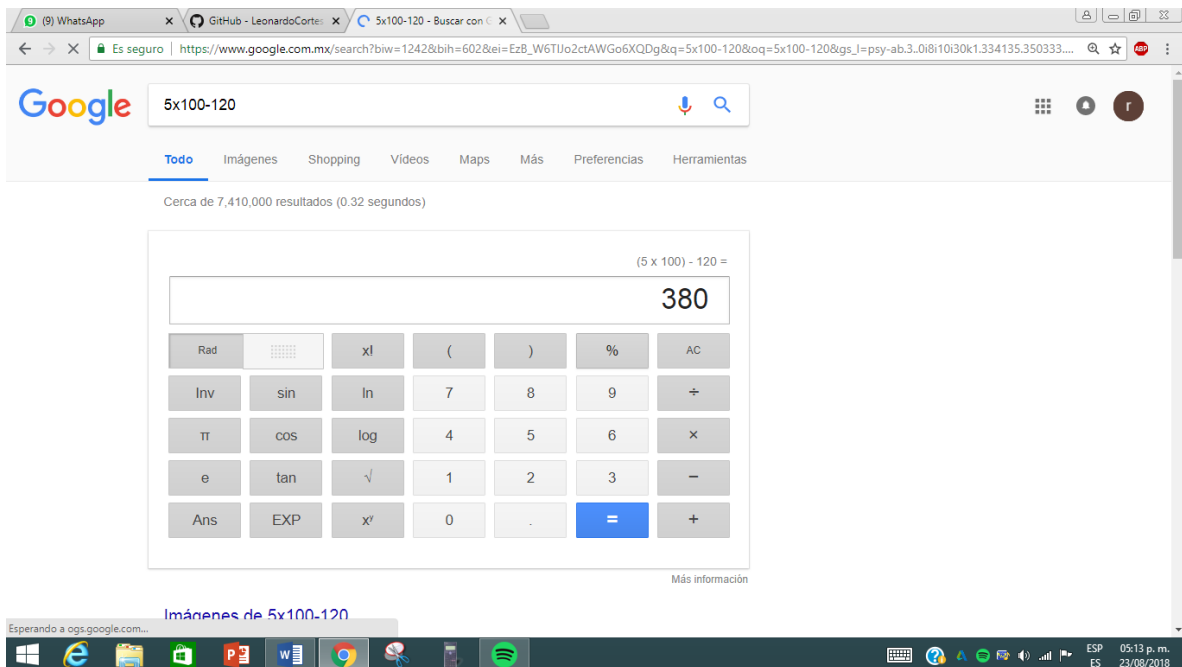 (9) WhatsApp
GitHub - LeonardoCortes
5x100-120 - Buscar con G
Es seguro | https://www.google.com.mx/search?biw=1242&bih=602&ei=EzB_W6TIJo2ctAWGo6XQDg&q=5x100-120&oq=5x100-120&gs_l=psy-ab.3..0i8i10i30k1.334135.350333....
ABP
Google
5x100-120
r
Todo Imágenes Shopping Vídeos Maps Más Preferencias Herramientas
Cerca de 7,410,000 resultados (0.32 segundos)
(5 x 100) - 120 =
380
Rad x! ( ) % AC
Inv sin ln 7 8 9 ÷
π cos log 4 5 6 ×
e tan √ 1 2 3 −
Ans EXP xʸ 0 . = +
Más información
Imágenes de 5x100-120
Esperando a ogs.google.com...
ESP 05:13 p. m.
ES 23/08/2018